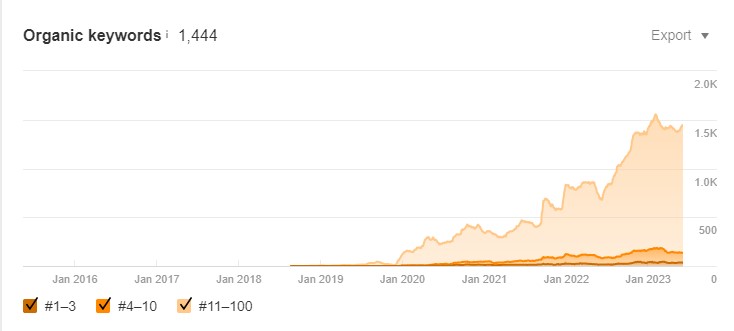 Organic keywords i 1,444 Export
2.0K
1.5K
1.0K
500
Jan 2016 Jan 2017 Jan 2018 Jan 2019 Jan 2020 Jan 2021 Jan 2022 Jan 2023 0
#1–3 #4–10 #11–100